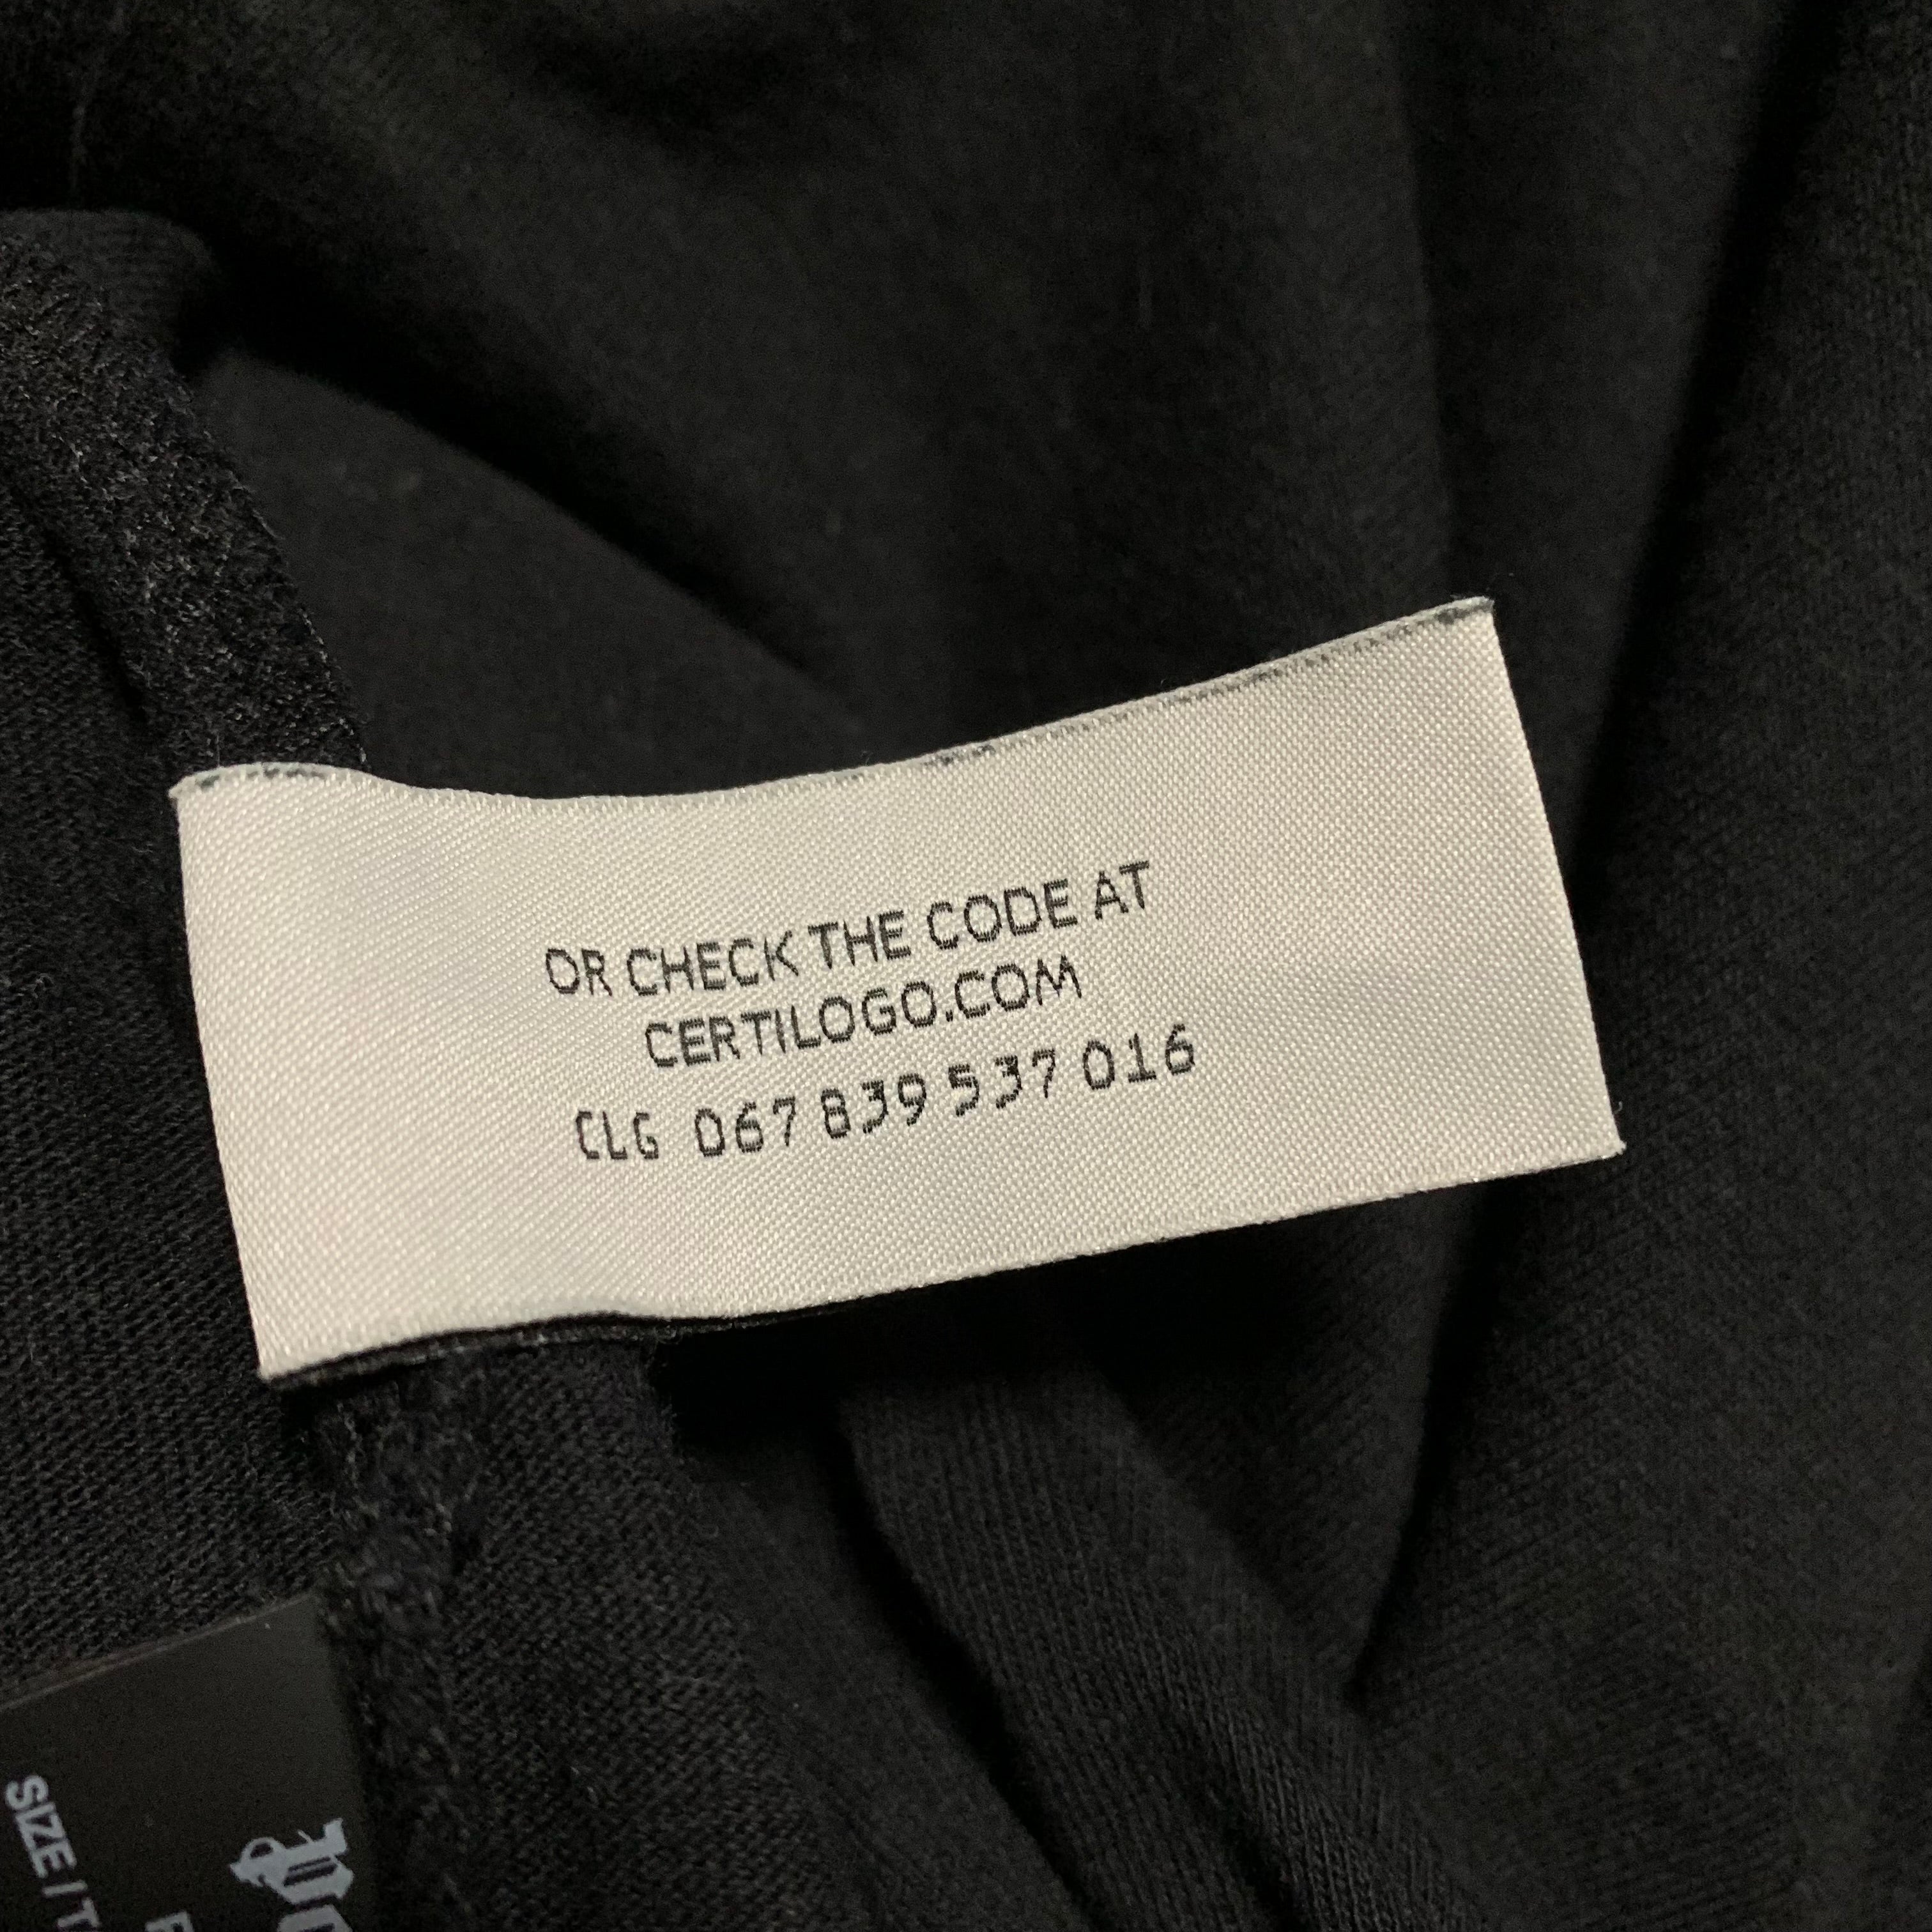 OR CHECK THE CODE AT
CERTILOGO.COM
CLG 067 839 537 016
SIZE / T